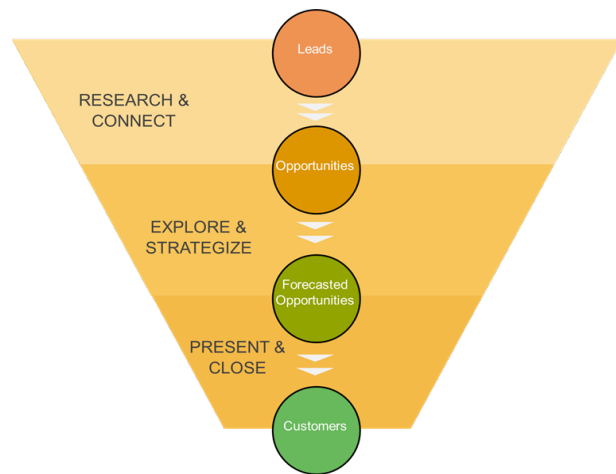 Leads
RESEARCH &
CONNECT
Opportunities
EXPLORE &
STRATEGIZE
Forecasted
Opportunities
PRESENT &
CLOSE
Customers